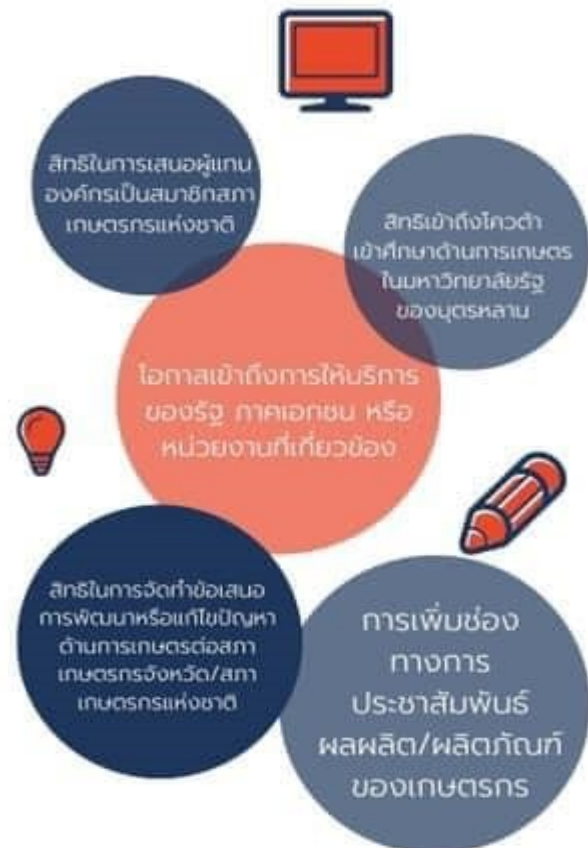 สิทธิในการเสนอผู้แทน
องค์กรเป็นสมาชิกสภา
เกษตรกรแห่งชาติ
สิทธิเข้าถึงโควต้า
เข้าศึกษาด้านการเกษตร
ในมหาวิทยาลัยรัฐ
ของบุตรหลาน
โอกาสเข้าถึงการให้บริการ
ของรัฐ ภาคเอกชน หรือ
หน่วยงานที่เกี่ยวข้อง
สิทธิในการจัดทำข้อเสนอ
การพัฒนาหรือแก้ไขปัญหา
ด้านการเกษตรต่อสภา
เกษตรกรจังหวัด/สภา
เกษตรกรแห่งชาติ
การเพิ่มช่อง
ทางการ
ประชาสัมพันธ์
ผลผลิต/ผลิตภัณฑ์
ของเกษตรกร